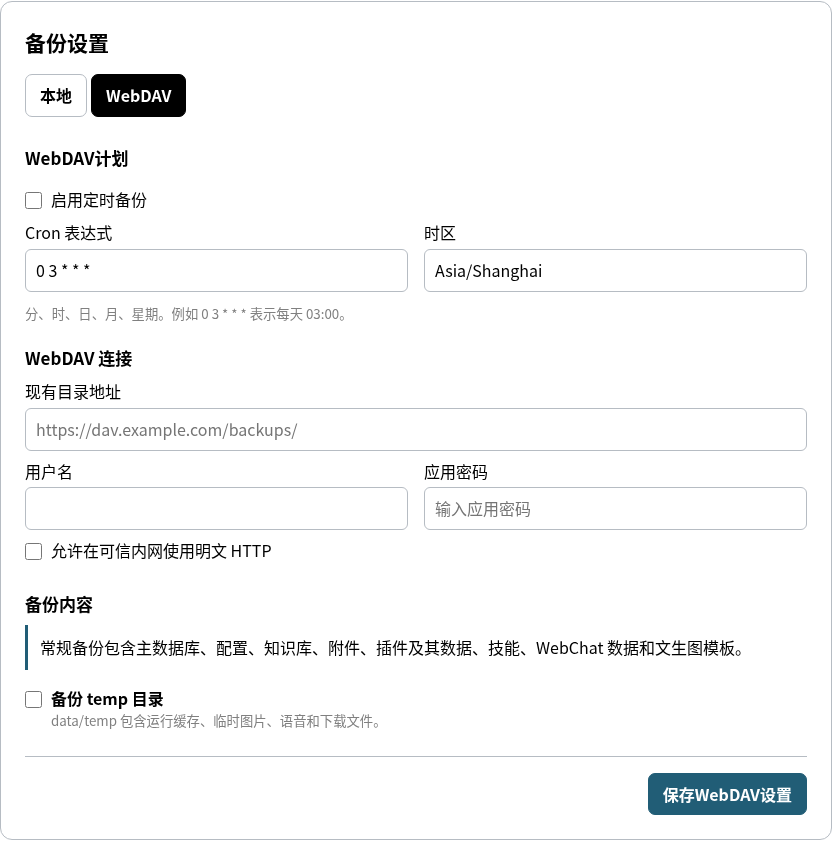 备份设置
本地 WebDAV
WebDAV计划
启用定时备份
Cron 表达式 时区
0 3 * * * Asia/Shanghai
分、时、日、月、星期。例如 0 3 * * * 表示每天 03:00。
WebDAV 连接
现有目录地址
https://dav.example.com/backups/
用户名 应用密码
输入应用密码
允许在可信内网使用明文 HTTP
备份内容
常规备份包含主数据库、配置、知识库、附件、插件及其数据、技能、WebChat 数据和文生图模板。
备份 temp 目录
data/temp 包含运行缓存、临时图片、语音和下载文件。
保存WebDAV设置